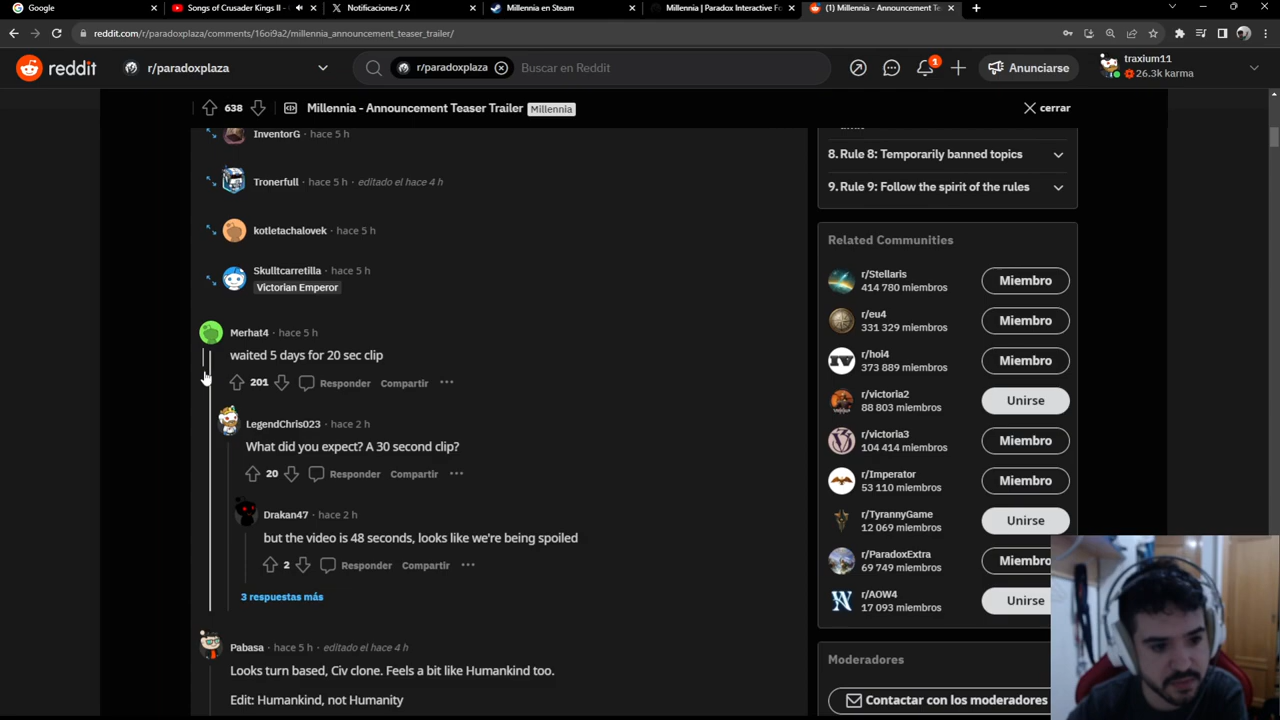 Google
Songs of Crusader Kings II -
Notificaciones / X
Millennia en Steam
Millennia | Paradox Interactive Fo
(1) Millennia - Announcement Te
reddit.com/r/paradoxplaza/comments/16oi9a2/millennia_announcement_teaser_trailer/
reddit
r/paradoxplaza
r/paradoxplaza
Buscar en Reddit
1
Anunciarse
traxium11
26.3k karma
638
Millennia - Announcement Teaser Trailer
Millennia
cerrar
InventorG · hace 5 h
Tronerfull · hace 5 h · editado el hace 4 h
kotletachalovek · hace 5 h
Skulltcarretilla · hace 5 h
Victorian Emperor
Merhat4 · hace 5 h
waited 5 days for 20 sec clip
201 Responder Compartir
LegendChris023 · hace 2 h
What did you expect? A 30 second clip?
20 Responder Compartir
Drakan47 · hace 2 h
but the video is 48 seconds, looks like we're being spoiled
2 Responder Compartir
3 respuestas más
Pabasa · hace 5 h · editado el hace 4 h
Looks turn based, Civ clone. Feels a bit like Humankind too.
Edit: Humankind, not Humanity
8. Rule 8: Temporarily banned topics
9. Rule 9: Follow the spirit of the rules
Related Communities
r/Stellaris
414 780 miembros
Miembro
r/eu4
331 329 miembros
Miembro
r/hoi4
373 889 miembros
Miembro
r/victoria2
88 803 miembros
Unirse
r/victoria3
104 414 miembros
Miembro
r/Imperator
53 110 miembros
Miembro
r/TyrannyGame
12 069 miembros
Unirse
r/ParadoxExtra
69 749 miembros
Miembro
r/AOW4
17 093 miembros
Unirse
Moderadores
Contactar con los moderadores